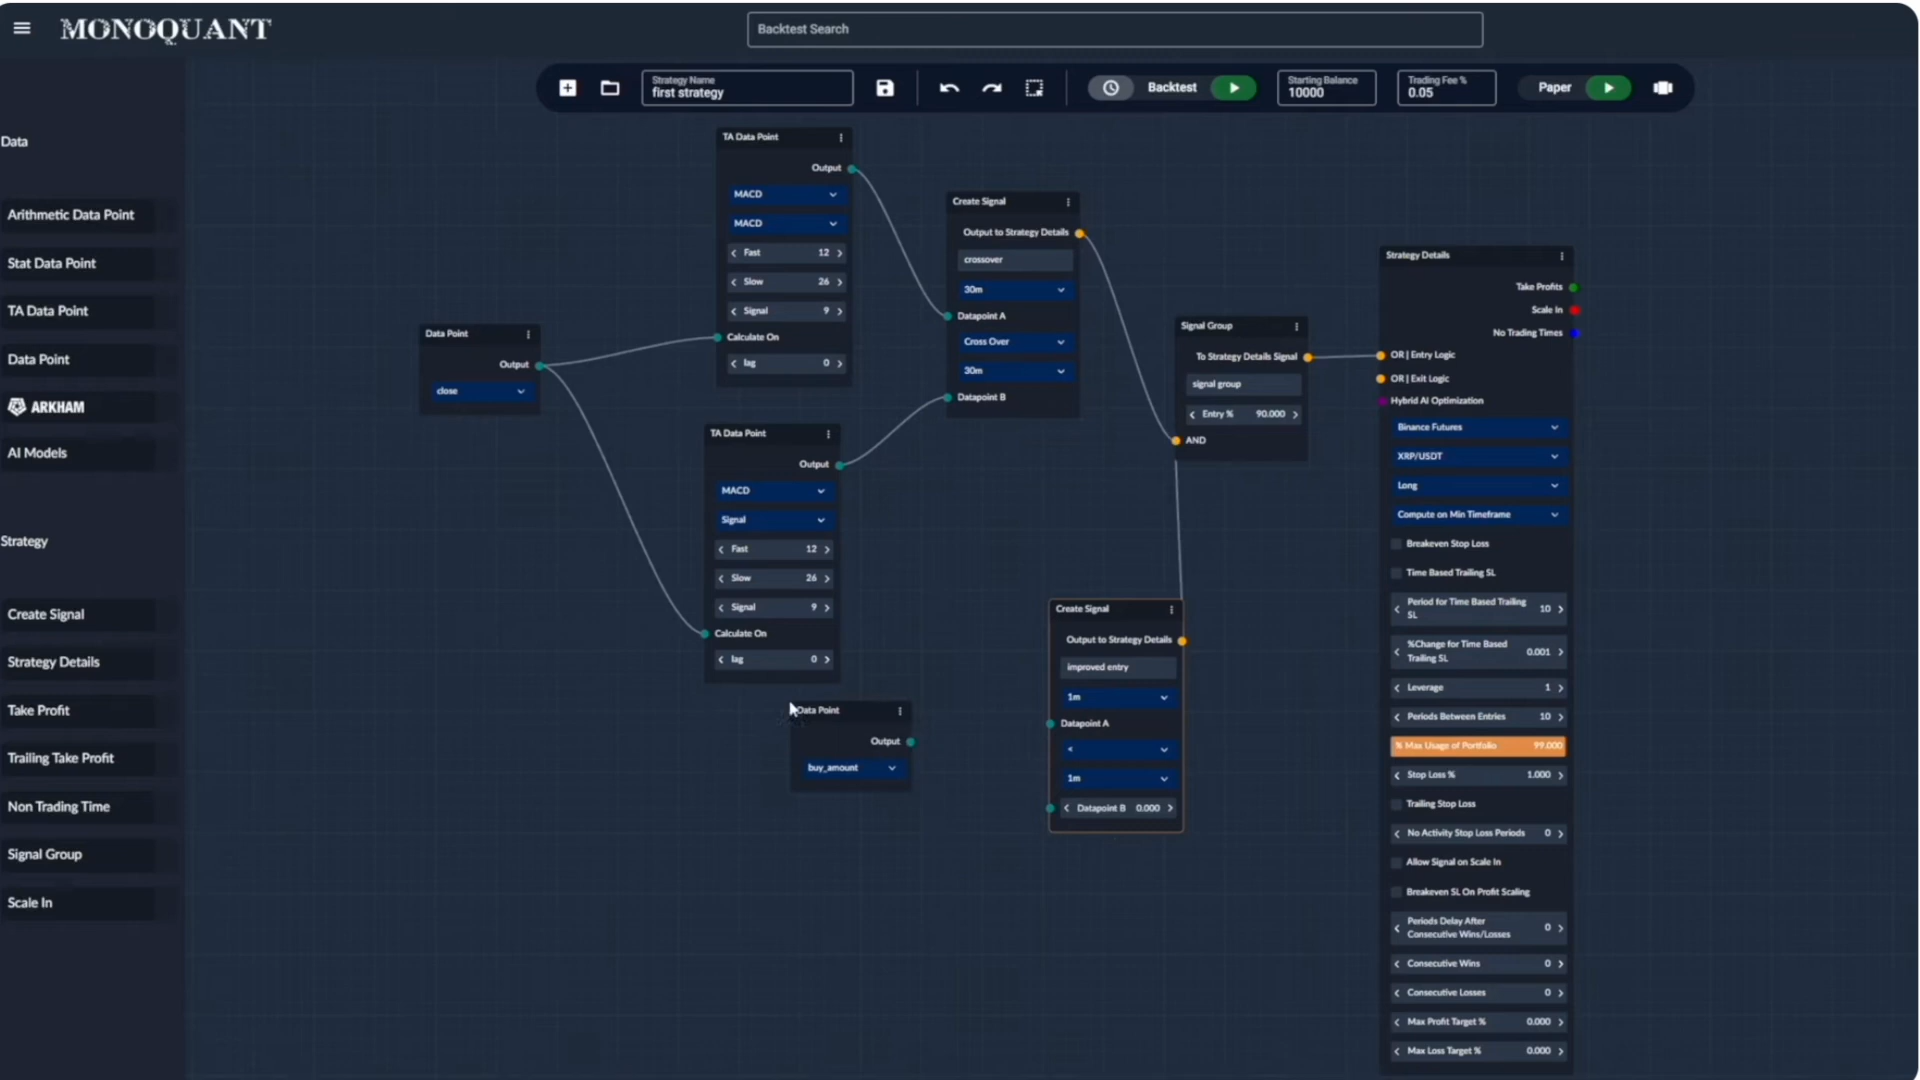 MONOQUANT
Backtest Search
Strategy Name
first strategy
Backtest
Starting Balance
10000
Trading Fee %
0.05
Paper
Data
Arithmetic Data Point
Stat Data Point
TA Data Point
Data Point
ARKHAM
AI Models
Strategy
Create Signal
Strategy Details
Take Profit
Trailing Take Profit
Non Trading Time
Signal Group
Scale In
Data Point
Output
close
TA Data Point
Output
MACD
MACD
Fast 12
Slow 26
Signal 9
Calculate On
lag 0
TA Data Point
Output
MACD
Signal
Fast 12
Slow 26
Signal 9
Calculate On
lag 0
Data Point
Output
buy_amount
Create Signal
Output to Strategy Details
crossover
30m
Datapoint A
Cross Over
30m
Datapoint B
Create Signal
Output to Strategy Details
improved entry
1m
Datapoint A
<
1m
Datapoint B 0.000
Signal Group
To Strategy Details Signal
signal group
Entry % 90.000
AND
Strategy Details
Take Profits
Scale In
No Trading Times
OR | Entry Logic
OR | Exit Logic
Hybrid AI Optimization
Binance Futures
XRP/USDT
Long
Compute on Min Timeframe
Breakeven Stop Loss
Time Based Trailing SL
Period for Time Based Trailing
SL 10
%Change for Time Based
Trailing SL 0.001
Leverage 1
Periods Between Entries 10
% Max Usage of Portfolio 99.000
Stop Loss % 1.000
Trailing Stop Loss
No Activity Stop Loss Periods 0
Allow Signal on Scale In
Breakeven SL On Profit Scaling
Periods Delay After
Consecutive Wins/Losses 0
Consecutive Wins 0
Consecutive Losses 0
Max Profit Target % 0.000
Max Loss Target % 0.000